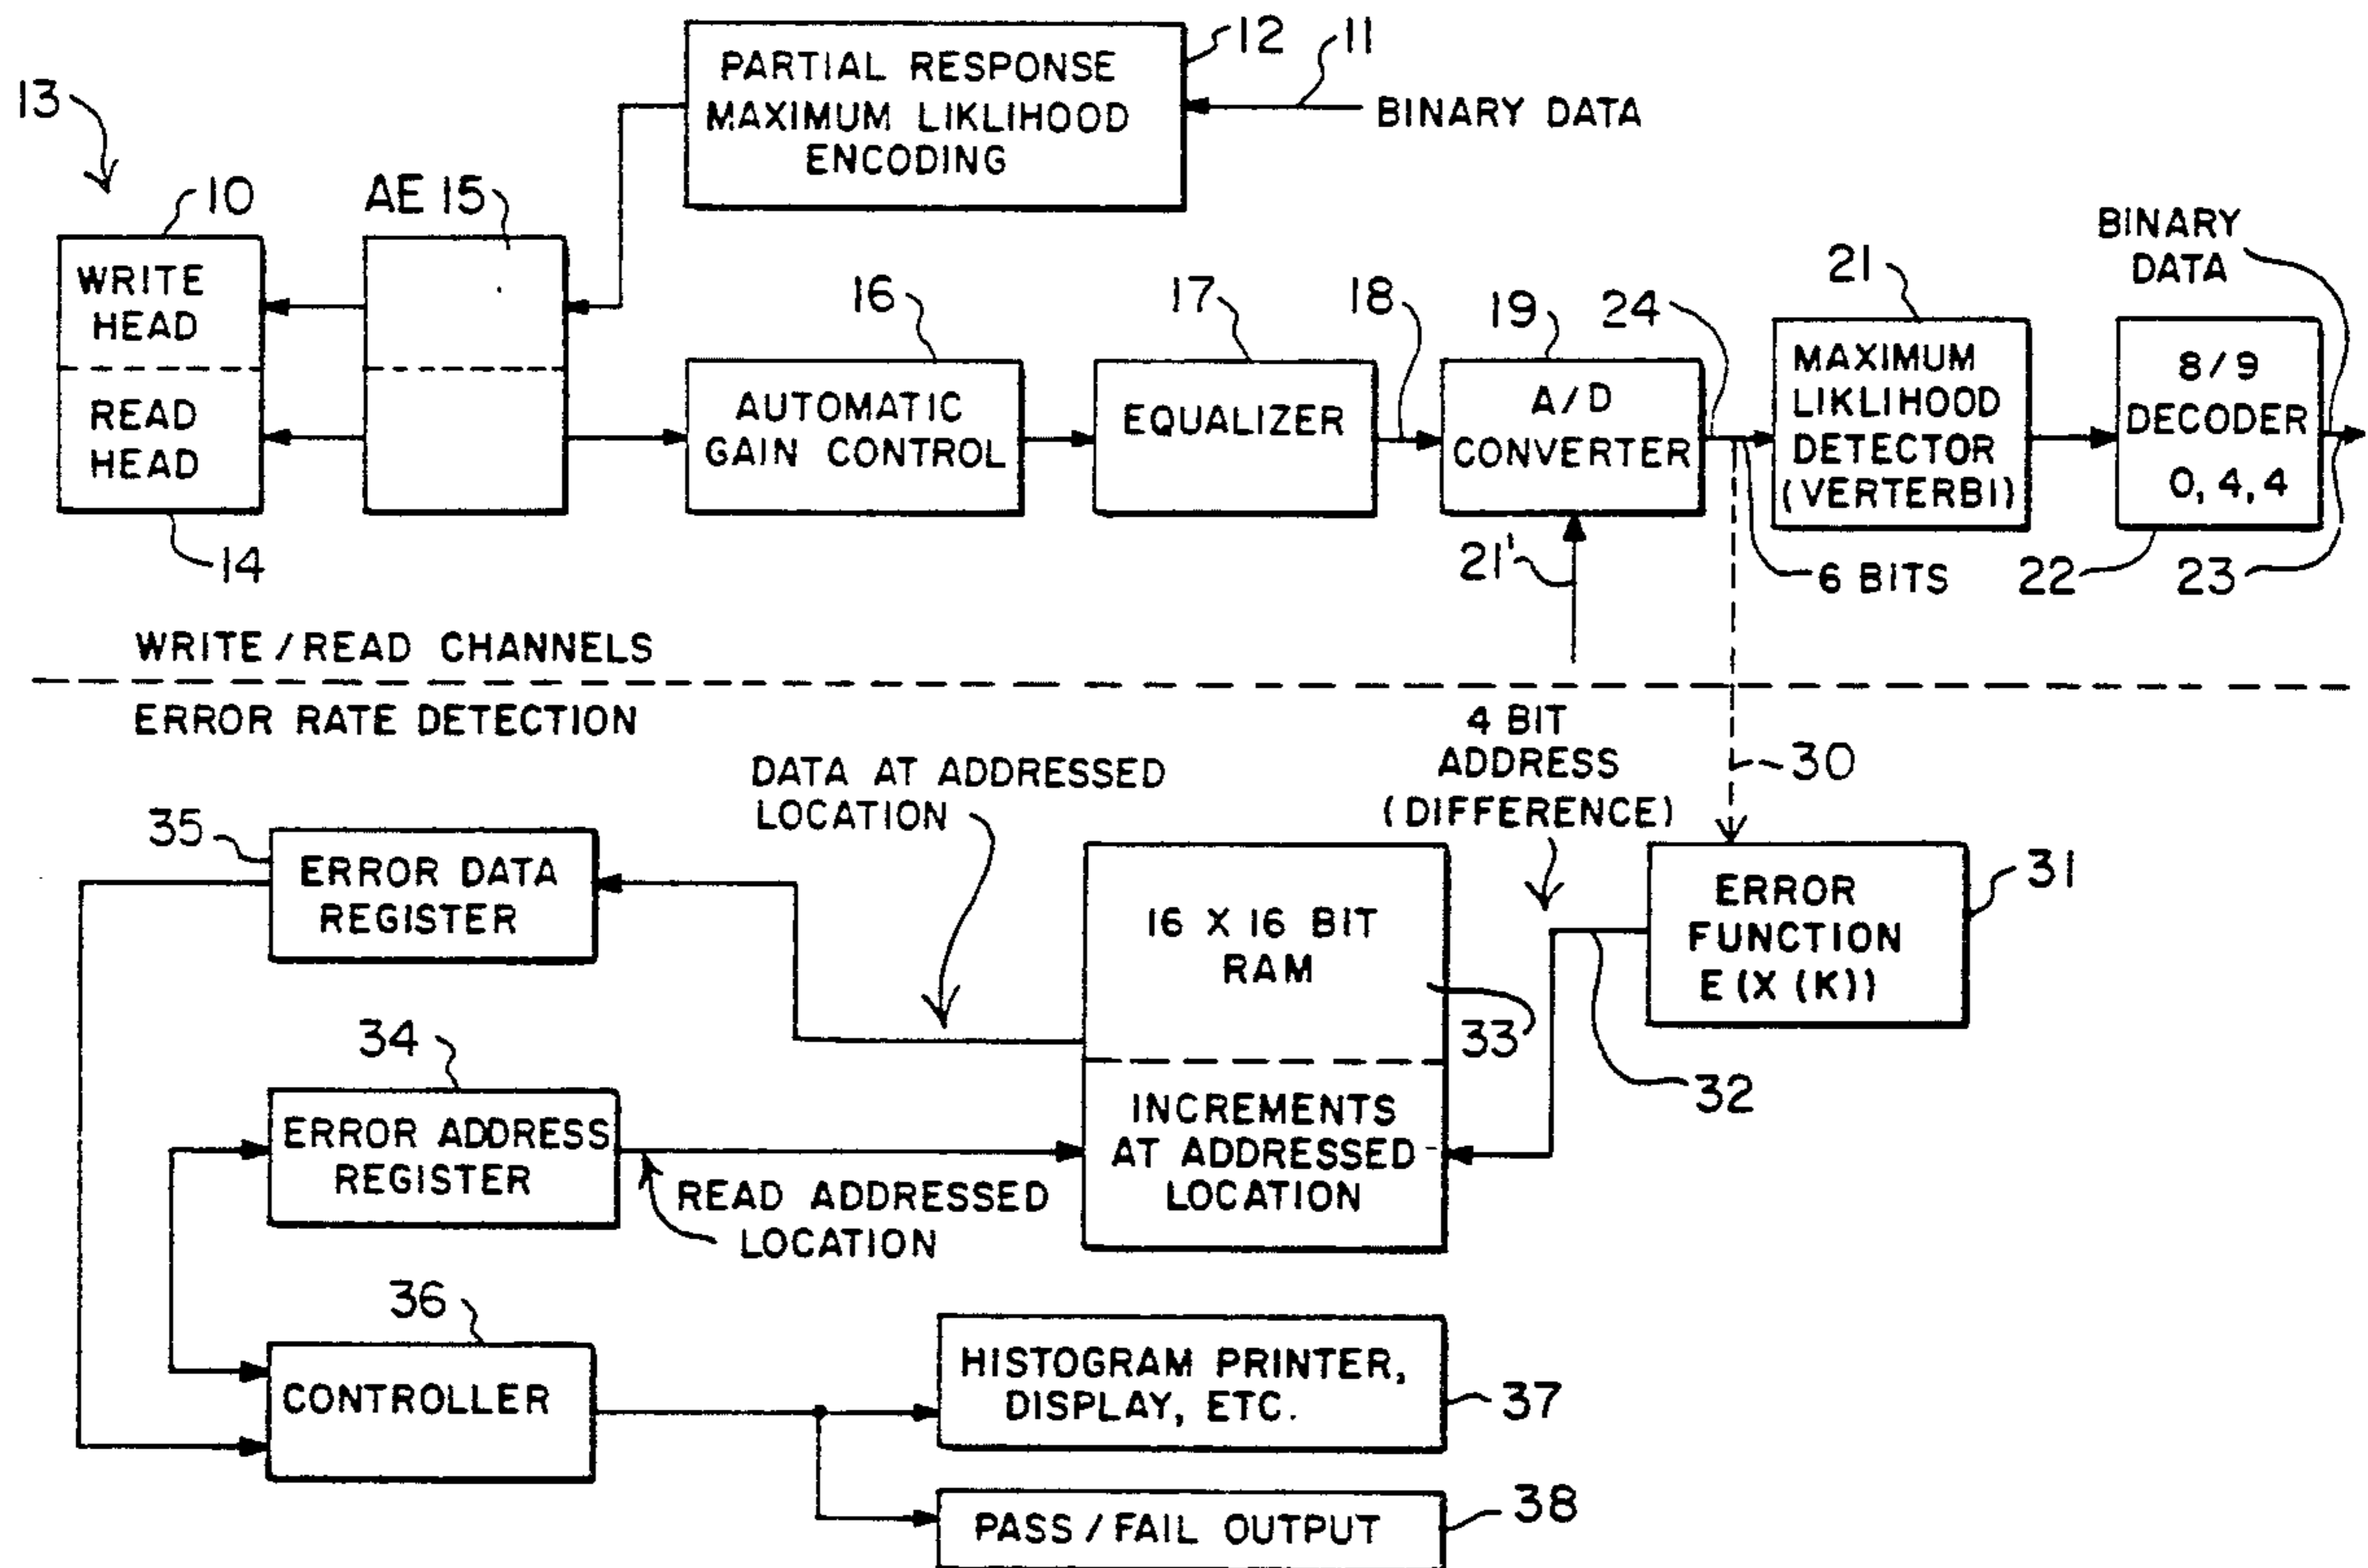 12
11
PARTIAL RESPONSE
MAXIMUM LIKLIHOOD
ENCODING
BINARY DATA
13
10
AE 15
WRITE
HEAD
READ
HEAD
14
16
AUTOMATIC
GAIN CONTROL
17
EQUALIZER
18
19
A/D
CONVERTER
21'
24
6 BITS
21
MAXIMUM
LIKLIHOOD
DETECTOR
(VERTERBI)
BINARY
DATA
8/9
DECODER
0,4,4
22
23
WRITE/READ CHANNELS
ERROR RATE DETECTION
4 BIT
ADDRESS
(DIFFERENCE)
30
DATA AT ADDRESSED
LOCATION
35
ERROR DATA
REGISTER
16 X 16 BIT
RAM
33
INCREMENTS
AT ADDRESSED
LOCATION
ERROR
FUNCTION
E(X(K))
31
32
34
ERROR ADDRESS
REGISTER
READ ADDRESSED
LOCATION
36
CONTROLLER
HISTOGRAM PRINTER,
DISPLAY, ETC.
37
PASS/FAIL OUTPUT
38